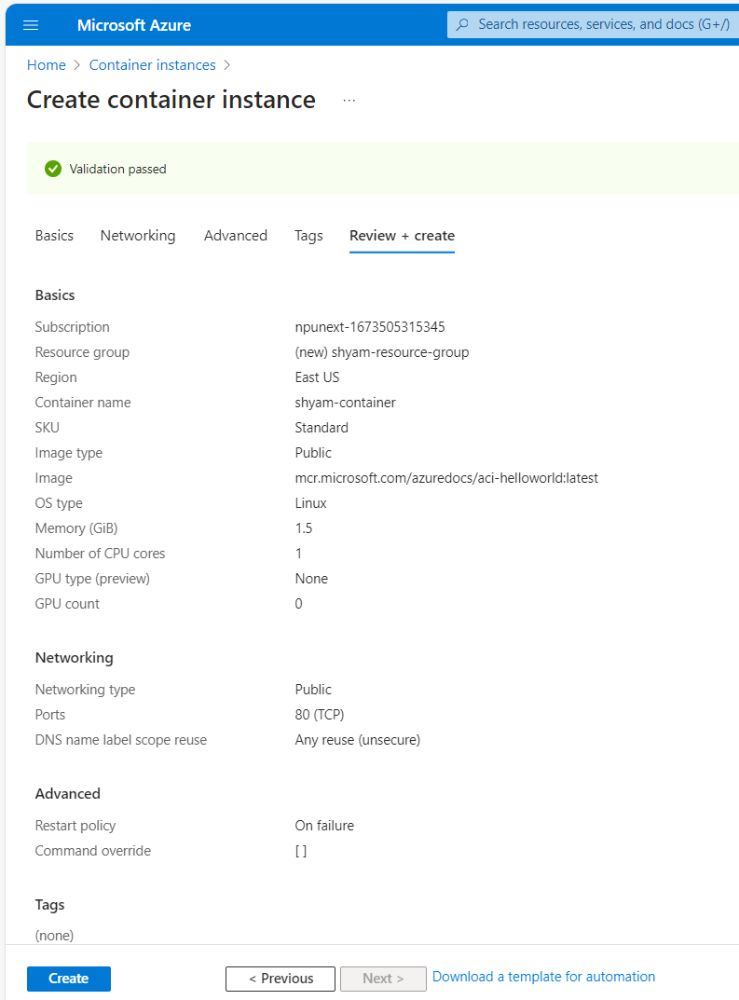 Microsoft Azure
Search resources, services, and docs (G+/)
Home > Container instances >
Create container instance ...
Validation passed
Basics Networking Advanced Tags Review + create
Basics
Subscription npunext-1673505315345
Resource group (new) shyam-resource-group
Region East US
Container name shyam-container
SKU Standard
Image type Public
Image mcr.microsoft.com/azuredocs/aci-helloworld:latest
OS type Linux
Memory (GiB) 1.5
Number of CPU cores 1
GPU type (preview) None
GPU count 0
Networking
Networking type Public
Ports 80 (TCP)
DNS name label scope reuse Any reuse (unsecure)
Advanced
Restart policy On failure
Command override [ ]
Tags
(none)
Create < Previous Next > Download a template for automation